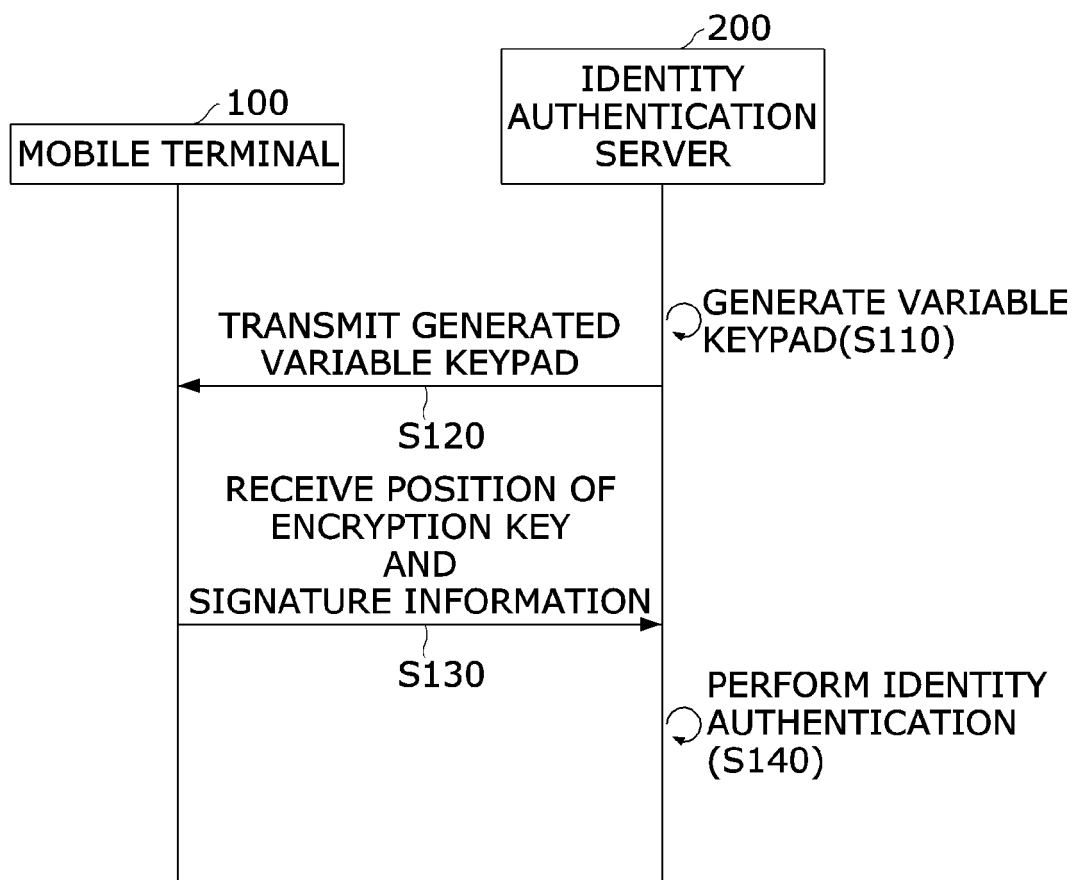 200
IDENTITY
AUTHENTICATION
SERVER
100
MOBILE TERMINAL
GENERATE VARIABLE
KEYPAD(S110)
TRANSMIT GENERATED
VARIABLE KEYPAD
S120
RECEIVE POSITION OF
ENCRYPTION KEY
AND
SIGNATURE INFORMATION
S130
PERFORM IDENTITY
AUTHENTICATION
(S140)